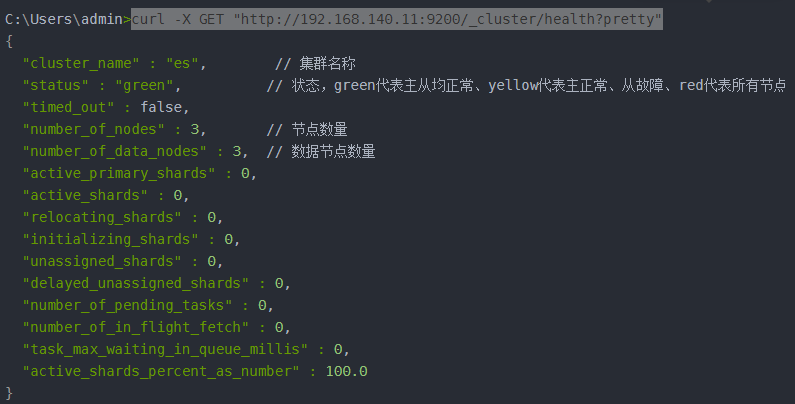 C:\Users\admin>curl -X GET "http://192.168.140.11:9200/_cluster/health?pretty"
{
  "cluster_name" : "es",        // 集群名称
  "status" : "green",          // 状态，green代表主从均正常、yellow代表主正常、从故障、red代表所有节点
  "timed_out" : false,
  "number_of_nodes" : 3,       // 节点数量
  "number_of_data_nodes" : 3,  // 数据节点数量
  "active_primary_shards" : 0,
  "active_shards" : 0,
  "relocating_shards" : 0,
  "initializing_shards" : 0,
  "unassigned_shards" : 0,
  "delayed_unassigned_shards" : 0,
  "number_of_pending_tasks" : 0,
  "number_of_in_flight_fetch" : 0,
  "task_max_waiting_in_queue_millis" : 0,
  "active_shards_percent_as_number" : 100.0
}